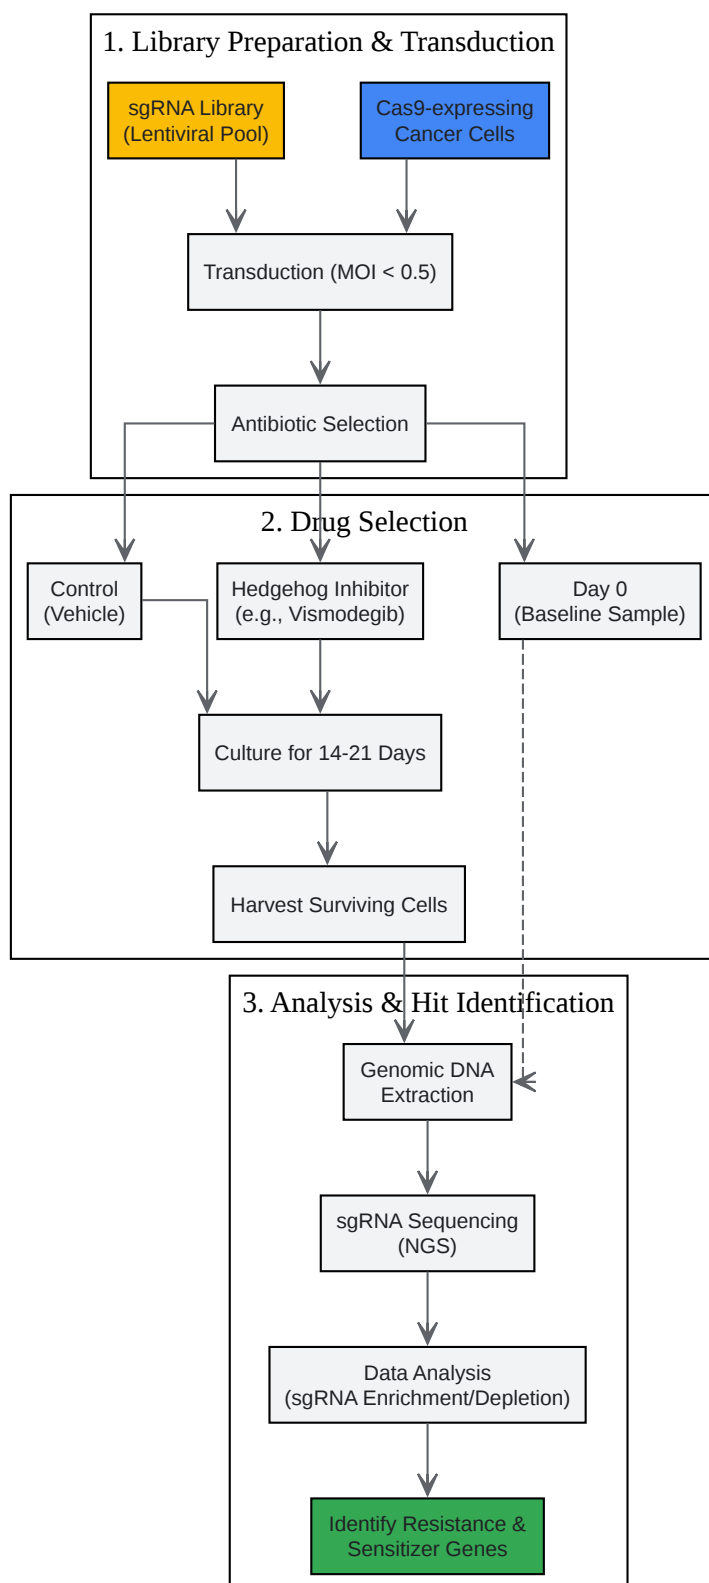 1. Library Preparation & Transduction
sgRNA Library
(Lentiviral Pool)
Cas9-expressing
Cancer Cells
Transduction (MOI < 0.5)
Antibiotic Selection
2. Drug Selection
Control
(Vehicle)
Hedgehog Inhibitor
(e.g., Vismodegib)
Day 0
(Baseline Sample)
Culture for 14-21 Days
Harvest Surviving Cells
3. Analysis & Hit Identification
Genomic DNA
Extraction
sgRNA Sequencing
(NGS)
Data Analysis
(sgRNA Enrichment/Depletion)
Identify Resistance &
Sensitizer Genes